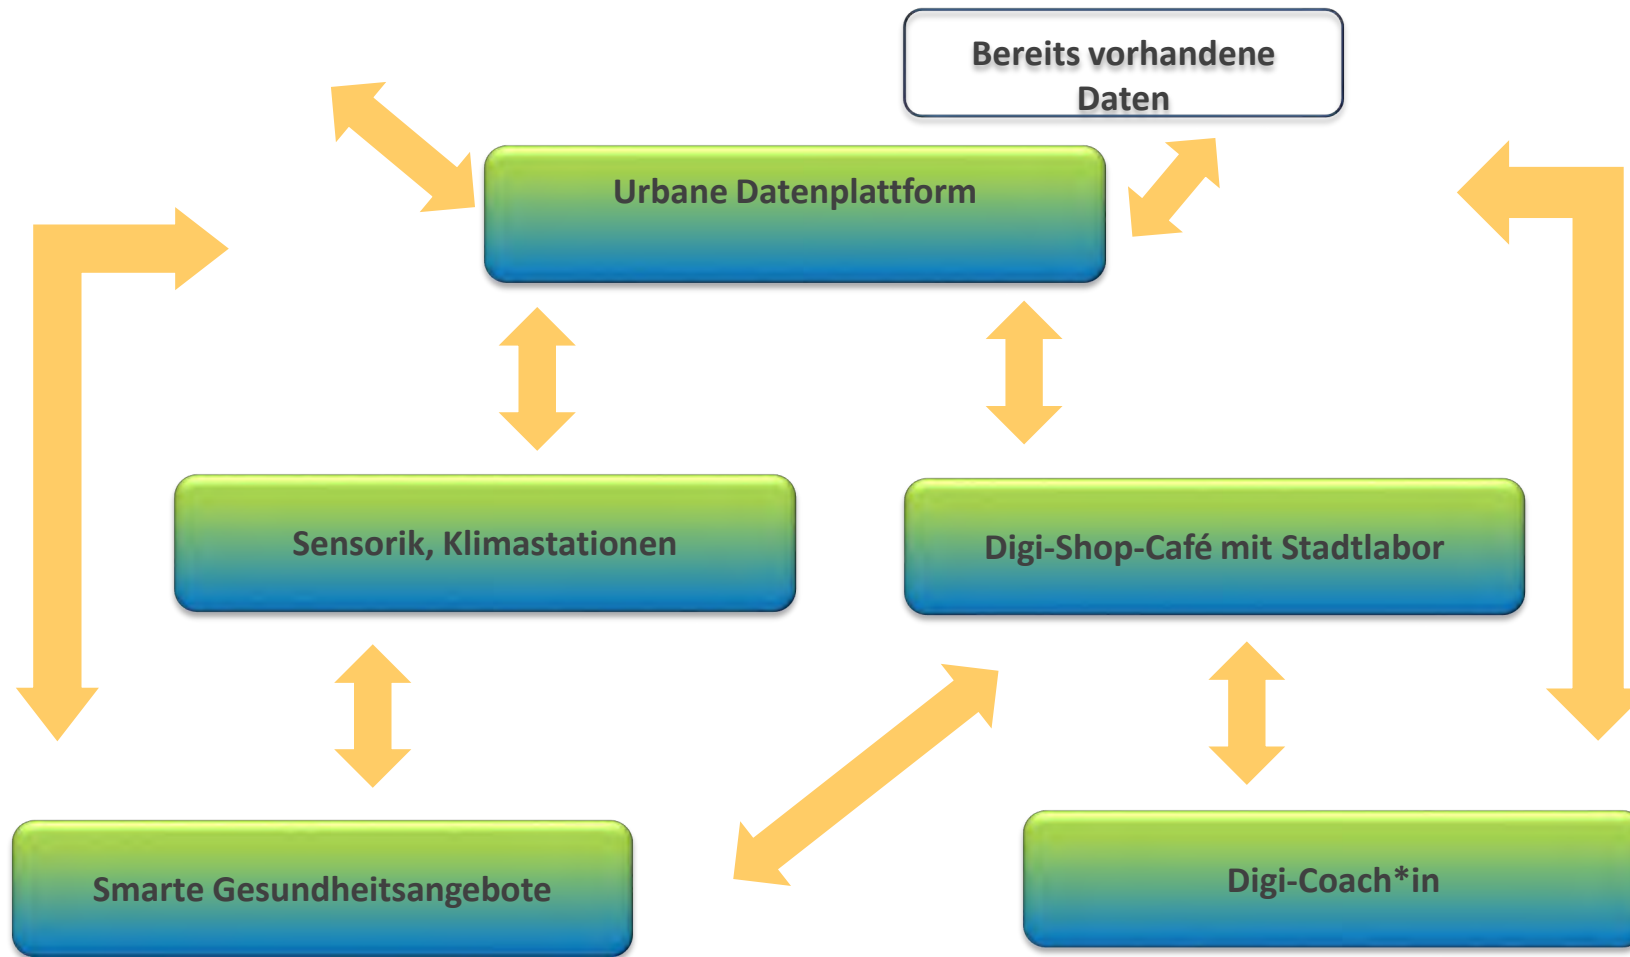 Bereits vorhandene
Daten
Urbane Datenplattform
Sensorik, Klimastationen
Digi-Shop-Café mit Stadtlabor
Smarte Gesundheitsangebote
Digi-Coach*in